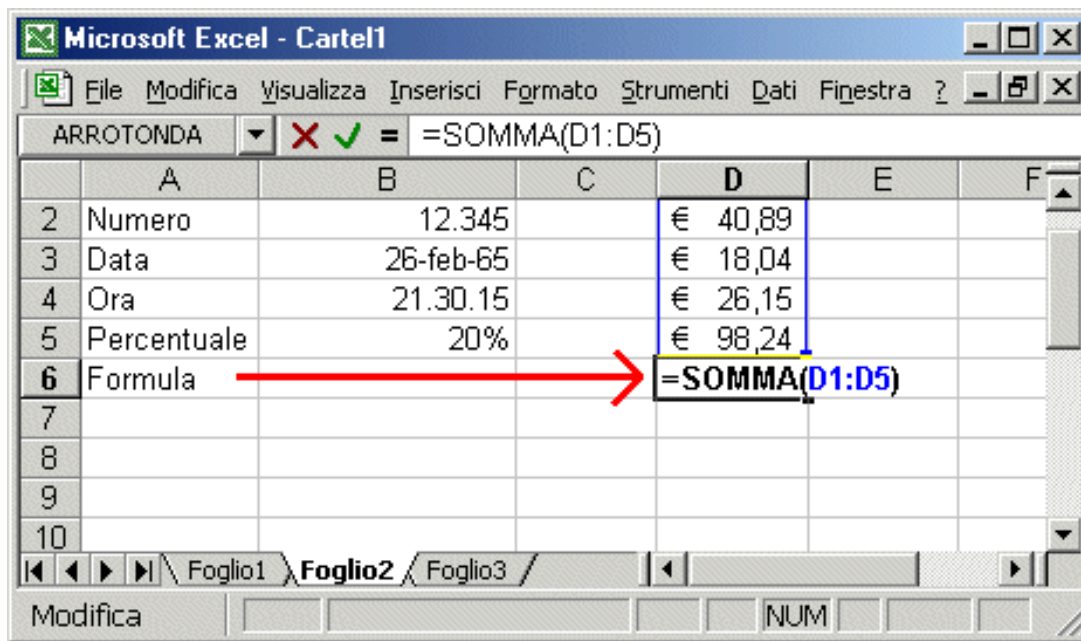 Microsoft Excel - Cartel1
File Modifica Visualizza Inserisci Formato Strumenti Dati Finestra ?
ARROTONDA = =SOMMA(D1:D5)
A B C D E F
2 Numero 12.345 € 40,89
3 Data 26-feb-65 € 18,04
4 Ora 21.30.15 € 26,15
5 Percentuale 20% € 98,24
6 Formula =SOMMA(D1:D5)
7
8
9
10
Foglio1 Foglio2 Foglio3
Modifica NUM